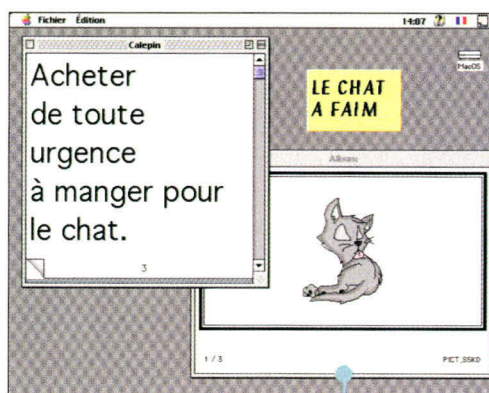 Fichier Édition 14:07
Calepin
MacOS
Acheter
de toute
urgence
à manger pour
le chat.
3
LE CHAT
A FAIM
Album
1 / 3 PICT_SSKD